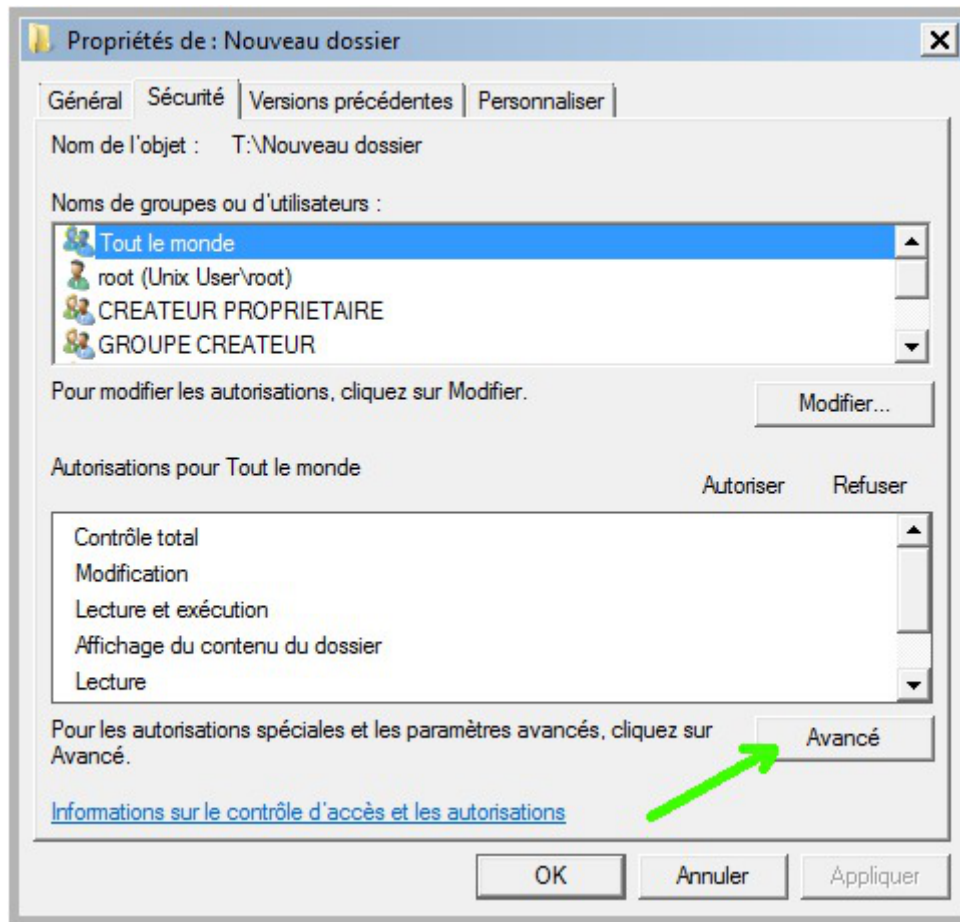 Propriétés de : Nouveau dossier
Général Sécurité Versions précédentes Personnaliser
Nom de l'objet : T:\Nouveau dossier
Noms de groupes ou d'utilisateurs :
Tout le monde
root (Unix User\root)
CREATEUR PROPRIETAIRE
GROUPE CREATEUR
Pour modifier les autorisations, cliquez sur Modifier.
Modifier...
Autorisations pour Tout le monde
Autoriser Refuser
Contrôle total
Modification
Lecture et exécution
Affichage du contenu du dossier
Lecture
Pour les autorisations spéciales et les paramètres avancés, cliquez sur
Avancé.
Avancé
Informations sur le contrôle d'accès et les autorisations
OK Annuler Appliquer